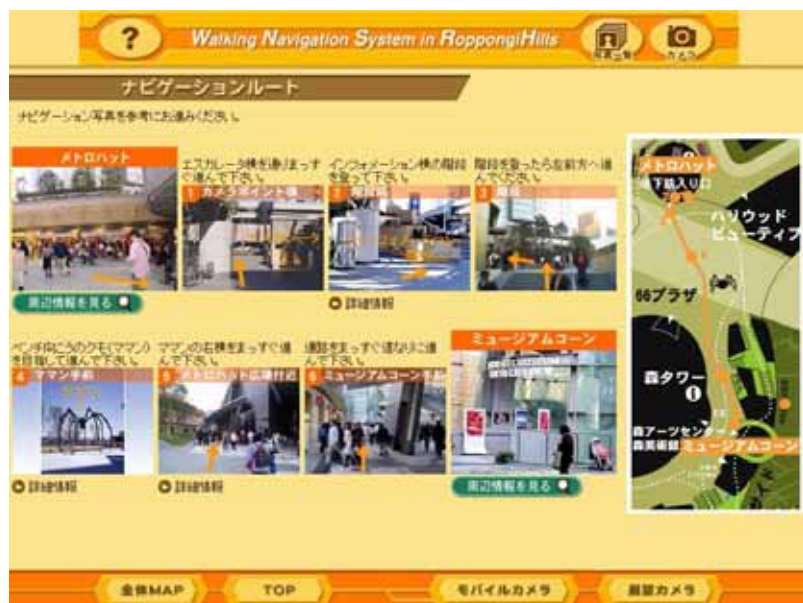 ?
Walking Navigation System in RoppongiHills
写真一覧
カメラ
ナビゲーションルート
ナビゲーション写真を参考にお進みください。
メトロハット
エスカレータ横を通りまっす
ぐ進んで下さい。
1 カメラポイント横
インフォメーション横の階段
を登って下さい。
2 階段前
階段を登ったら左前方へ進
んでください。
3 階段上
周辺情報を見る
詳細情報
ベンチ向こうのクモ(ママン)
を目指して進んで下さい。
4 ママン手前
ママン
ママンの右横をまっすぐ進
んで下さい。
5 メトロハット広場付近
通路をまっすぐ道なりに進
んで下さい。
6 ミュージアムコーン手前
ミュージアムコーン
詳細情報
詳細情報
周辺情報を見る
メトロハット
地下鉄入り口
ハリウッド
ビューティプ
66プラザ
森タワー
森アーツセンター
森美術館
ミュージアムコーン
サイド
全体MAP
TOP
モバイルカメラ
展望カメラ